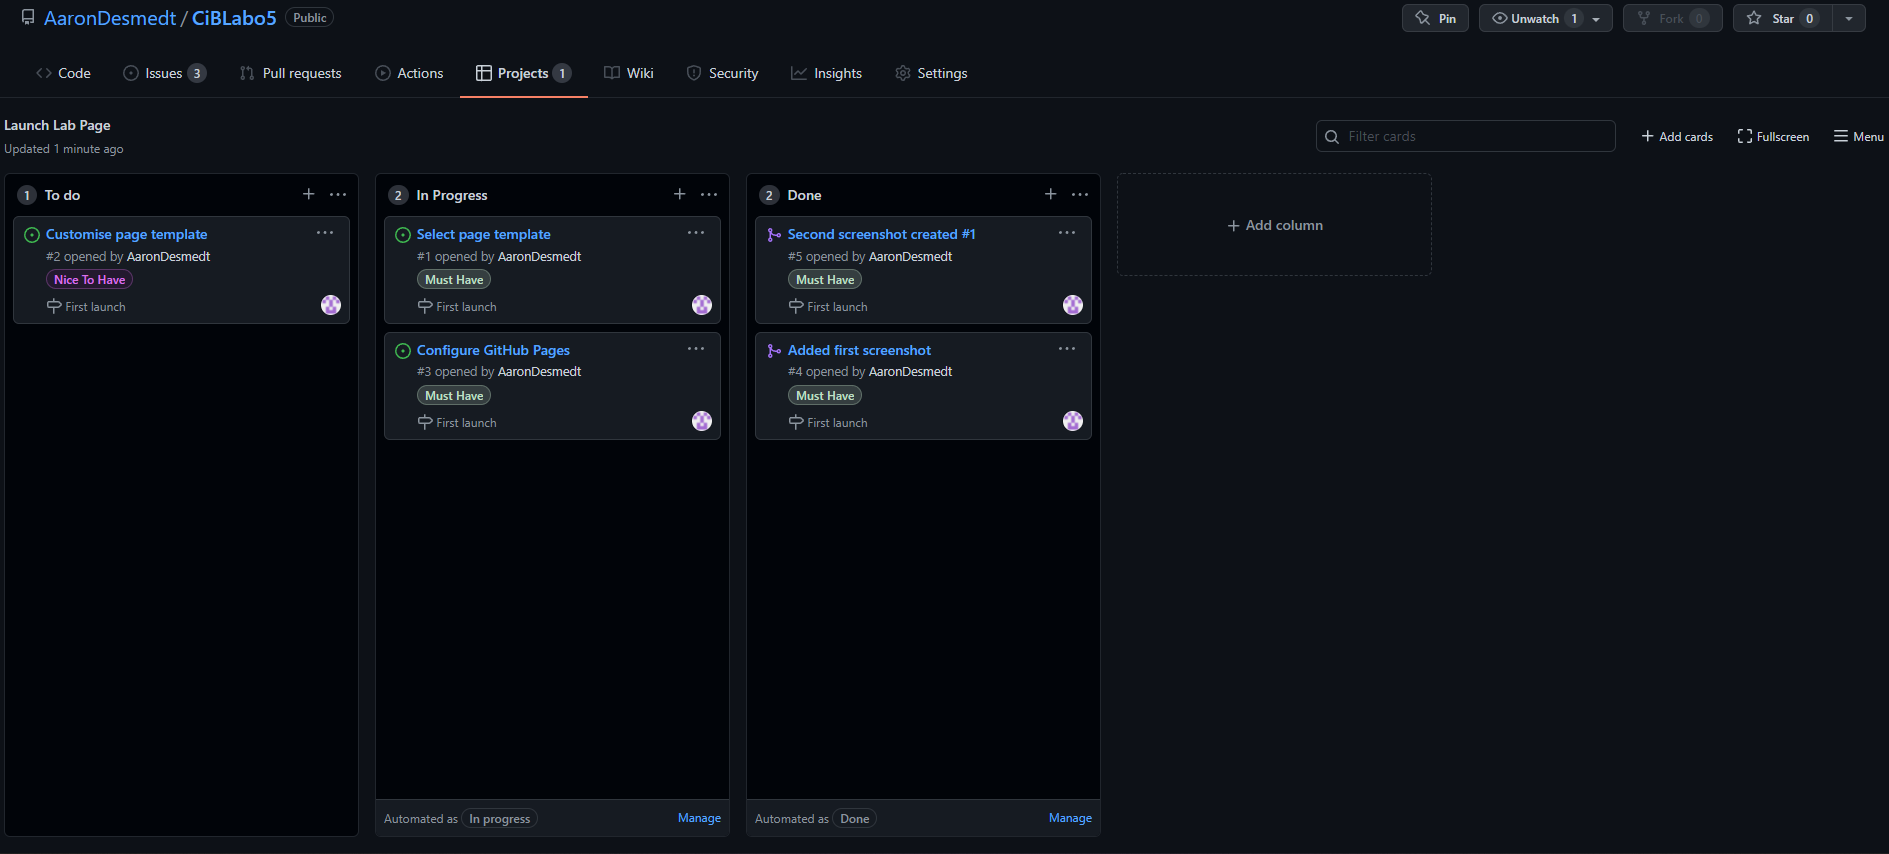 AaronDesmedt / CiBLabo5 Public
Pin
Unwatch 1
Fork 0
Star 0
Code
Issues 3
Pull requests
Actions
Projects 1
Wiki
Security
Insights
Settings
Launch Lab Page
Updated 1 minute ago
Filter cards
Add cards
Fullscreen
Menu
1 To do
Customise page template
#2 opened by AaronDesmedt
Nice To Have
First launch
2 In Progress
Select page template
#1 opened by AaronDesmedt
Must Have
First launch
Configure GitHub Pages
#3 opened by AaronDesmedt
Must Have
First launch
Automated as In progress
Manage
2 Done
Second screenshot created #1
#5 opened by AaronDesmedt
Must Have
First launch
Added first screenshot
#4 opened by AaronDesmedt
Must Have
First launch
Automated as Done
Manage
Add column